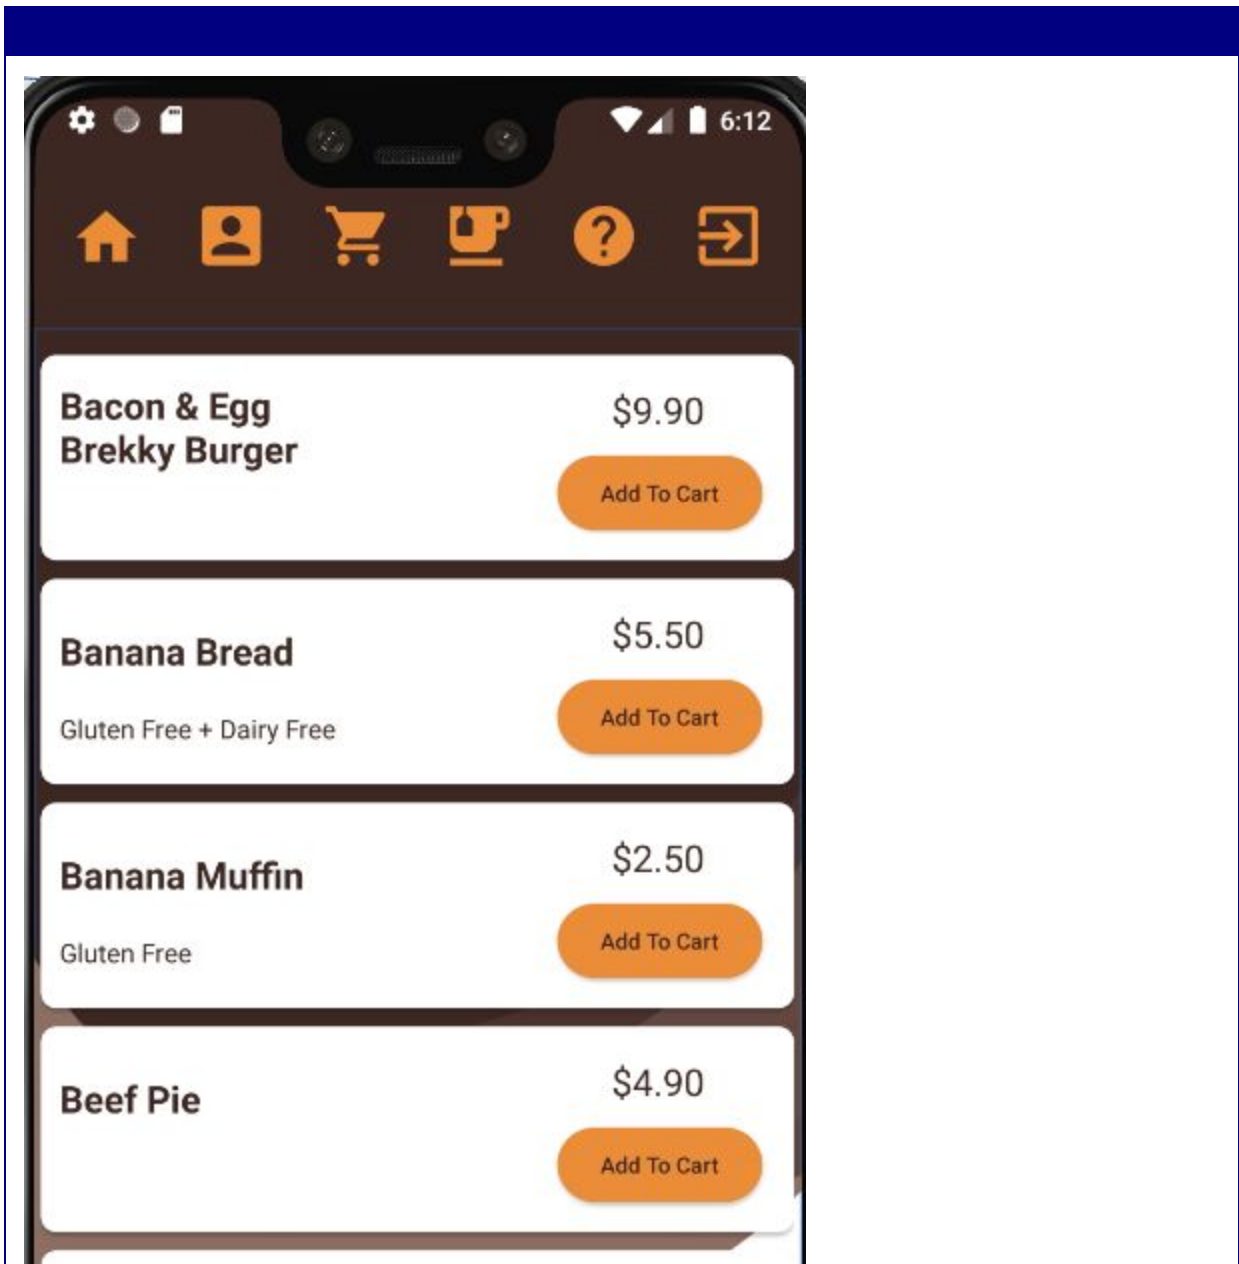 6:12
Bacon & Egg
Brekky Burger
$9.90
Add To Cart
Banana Bread
$5.50
Gluten Free + Dairy Free
Add To Cart
Banana Muffin
$2.50
Gluten Free
Add To Cart
Beef Pie
$4.90
Add To Cart